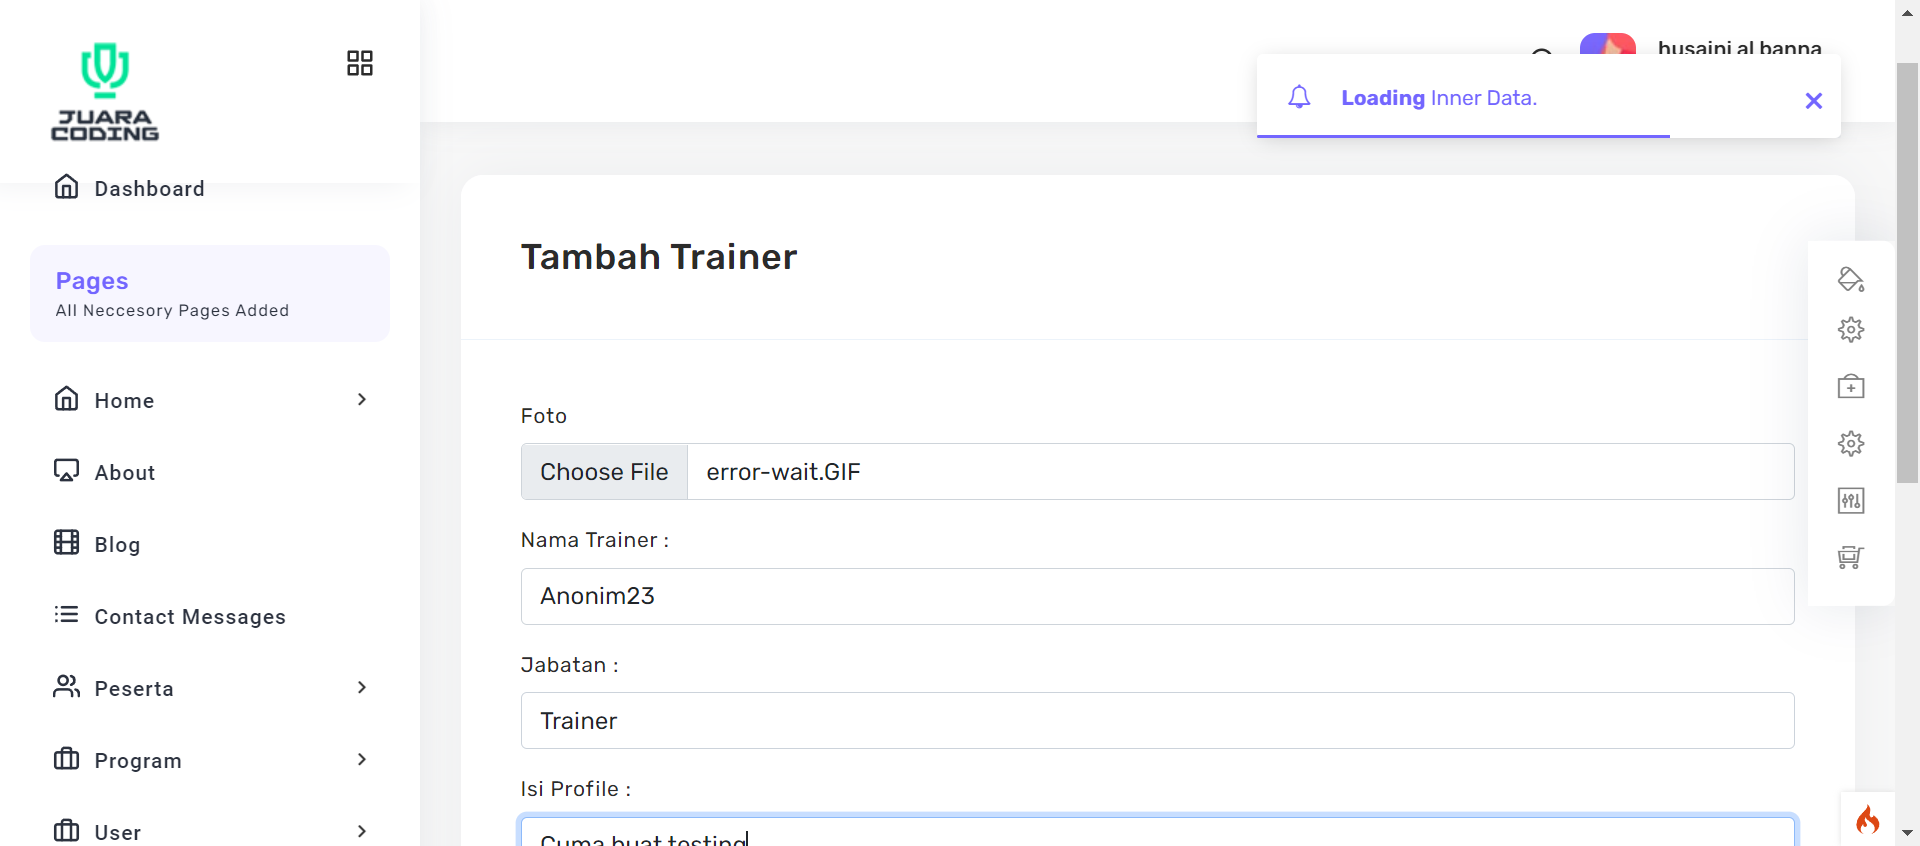 JUARA
CODING
Dashboard
Pages
All Neccesory Pages Added
Home
About
Blog
Contact Messages
Peserta
Program
User
husaini al banna
Loading Inner Data.
Tambah Trainer
Foto
Choose File error-wait.GIF
Nama Trainer :
Anonim23
Jabatan :
Trainer
Isi Profile :
Cuma buat testing